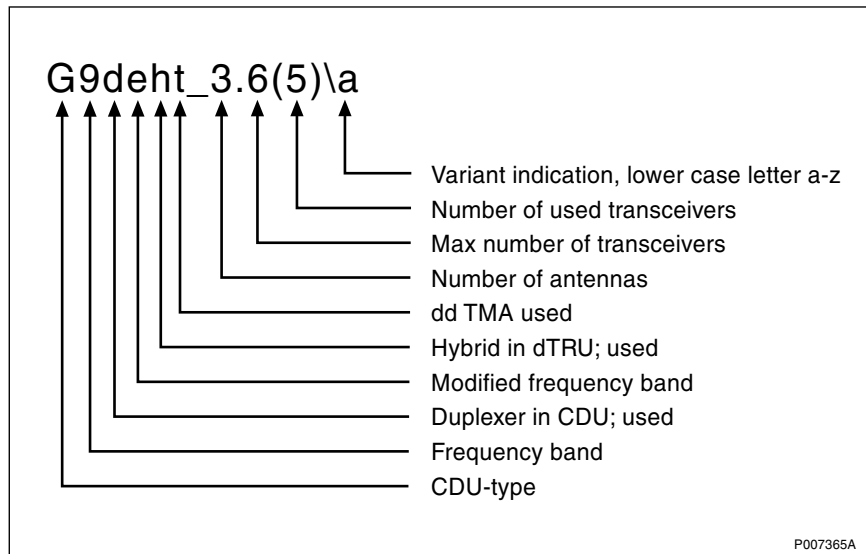 G9deht_3.6(5)\a
Variant indication, lower case letter a-z
Number of used transceivers
Max number of transceivers
Number of antennas
dd TMA used
Hybrid in dTRU; used
Modified frequency band
Duplexer in CDU; used
Frequency band
CDU-type
P007365A